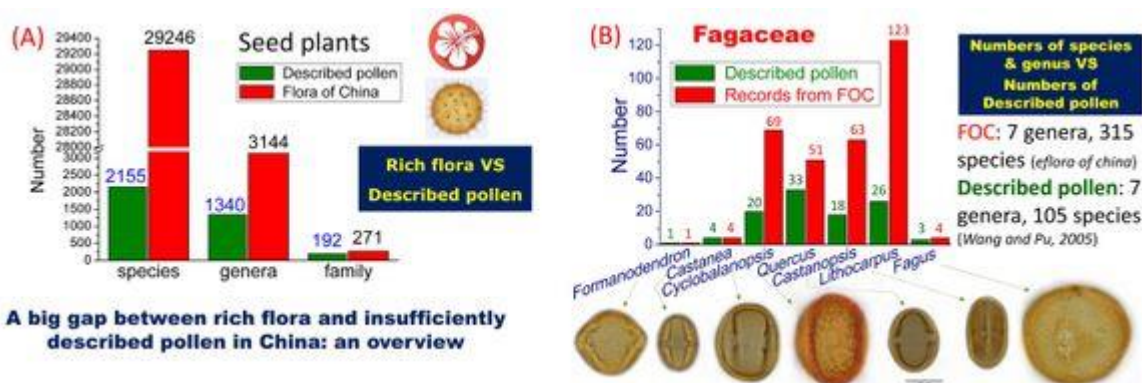 (A)
29400
29200
29000
28800
28600
28400
28200
28000
3000
2500
2000
1500
1000
500
0
Number
29246
2155
3144
1340
192
271
Seed plants
Described pollen
Flora of China
species
genera
family
Rich flora VS
Described pollen
A big gap between rich flora and insufficiently
described pollen in China: an overview
(B)
Fagaceae
120
100
80
60
40
20
0
Number
Described pollen
Records from FOC
1
1
4
4
20
69
33
51
18
63
26
123
3
4
Formanodendron
Castanea
Cyclobalanopsis
Quercus
Castanopsis
Lithocarpus
Fagus
Numbers of species
& genus VS
Numbers of
Described pollen
FOC: 7 genera, 315
species (eflora of china)
Described pollen: 7
genera, 105 species
(Wang and Pu, 2005)